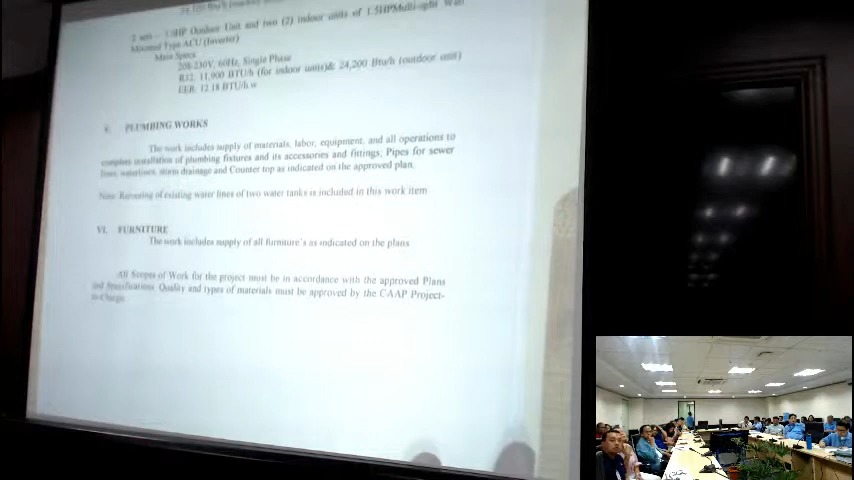 2 sets - 3.0HP Outdoor Unit and two (2) indoor units of 1.5HPMulti-split Wall
Mounted Type ACU (Inverter)
Main Specs
208-230V, 60Hz, Single Phase
R32, 11,900 BTU/h (for indoor units)& 24,200 Btu/h (outdoor unit)
EER: 12.18 BTU/h.w
V. PLUMBING WORKS
The work includes supply of materials, labor, equipment, and all operations to
complete installation of plumbing fixtures and its accessories and fittings; Pipes for sewer
lines, waterlines, storm drainage and Counter top as indicated on the approved plan.
Note: Rerouting of existing water lines of two water tanks is included in this work item
VI. FURNITURE
The work includes supply of all furniture's as indicated on the plans
All Scopes of Work for the project must be in accordance with the approved Plans
and Specifications. Quality and types of materials must be approved by the CAAP Project-
in-Charge.